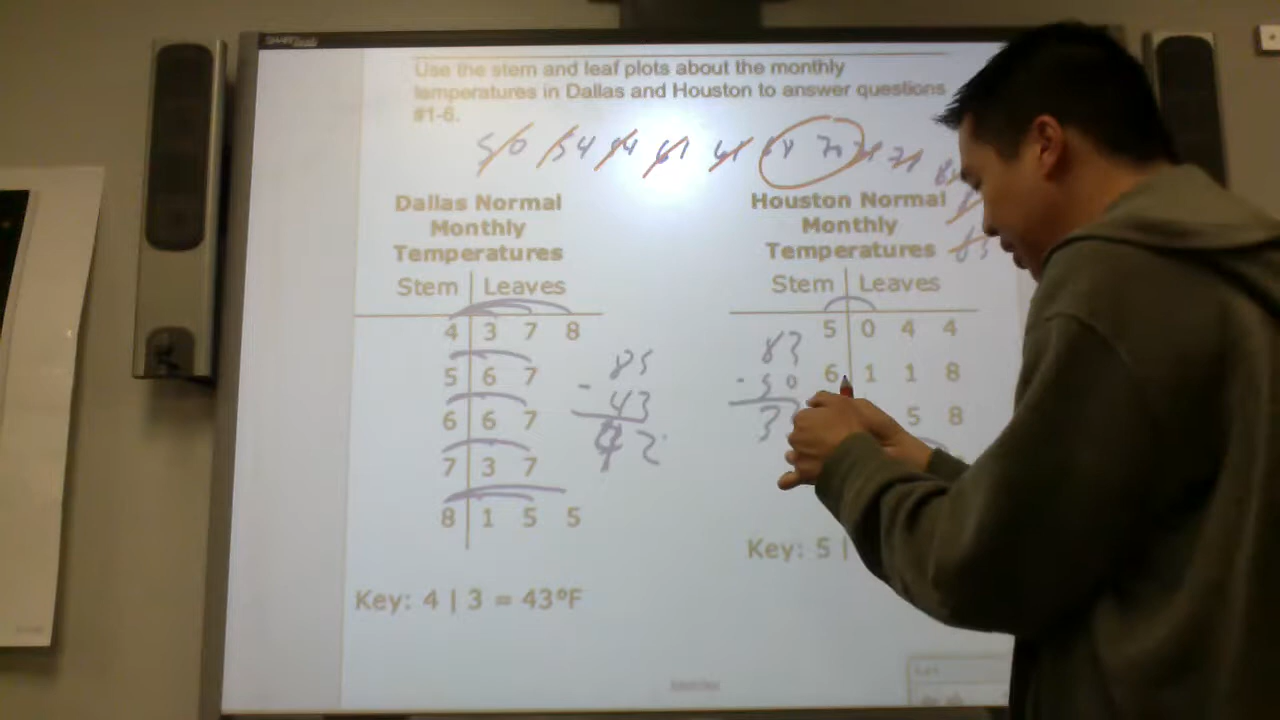 Use the stem and leaf plots about the monthly
temperatures in Dallas and Houston to answer questions
#1-6.
50 54 54 61 61
Dallas Normal
Monthly
Temperatures
Stem Leaves
4 3 7 8
5 6 7
6 6 7
7 3 7
8 1 5 5
85
- 43
42
Key: 4 | 3 = 43°F
Houston Normal
Monthly
Temperatures
Stem Leaves
5 0 4 4
6 1 1 8
5 8
83
- 50
3
Key: 5 |